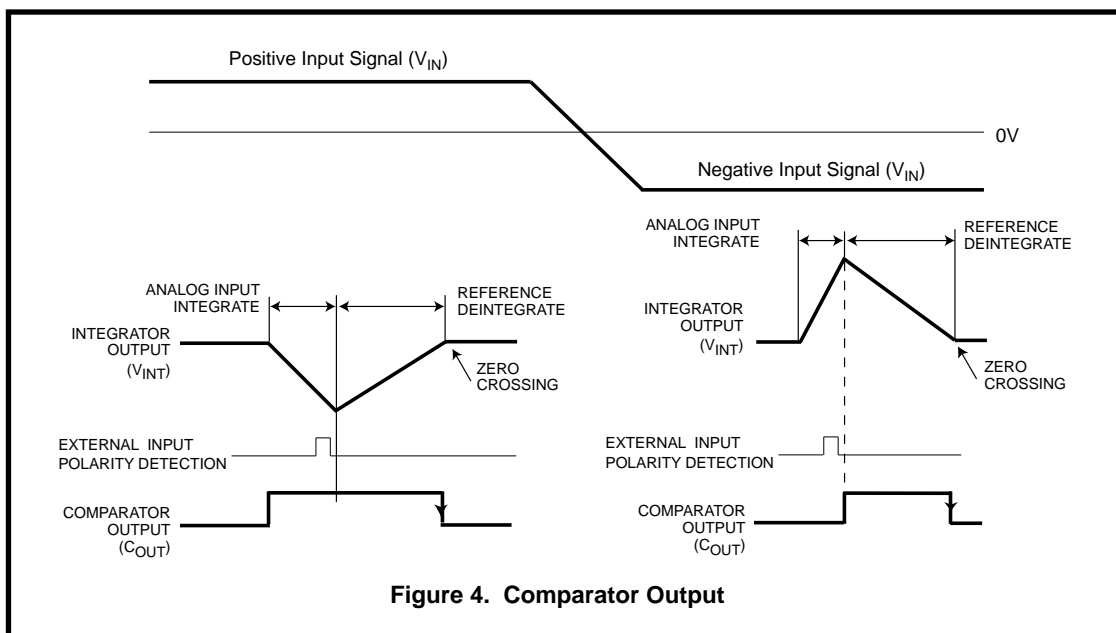 Positive Input Signal (VIN)
0V
Negative Input Signal (VIN)
ANALOG INPUT
INTEGRATE
REFERENCE
DEINTEGRATE
ANALOG INPUT
INTEGRATE
REFERENCE
DEINTEGRATE
INTEGRATOR
OUTPUT
(VINT)
ZERO
CROSSING
INTEGRATOR
OUTPUT
(VINT)
ZERO
CROSSING
EXTERNAL INPUT
POLARITY DETECTION
EXTERNAL INPUT
POLARITY DETECTION
COMPARATOR
OUTPUT
(COUT)
COMPARATOR
OUTPUT
(COUT)
Figure 4. Comparator Output